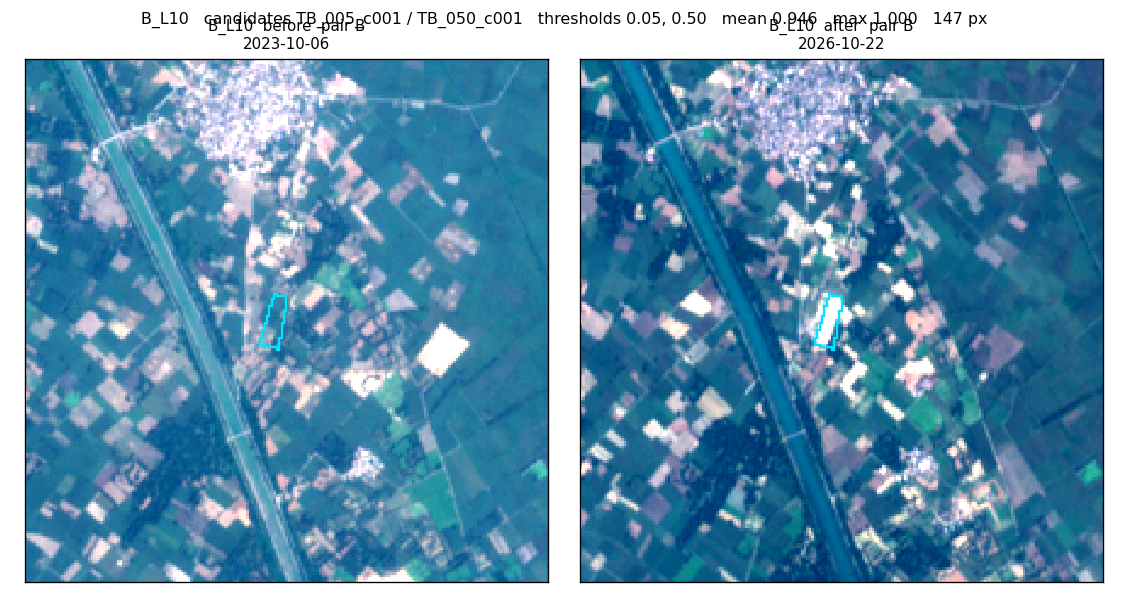 B_L10   candidates TB_005_c001 / TB_050_c001   thresholds 0.05, 0.50   mean 0.946   max 1.000   147 px
B_L10  before  pair B
2023-10-06
B_L10  after  pair B
2026-10-22